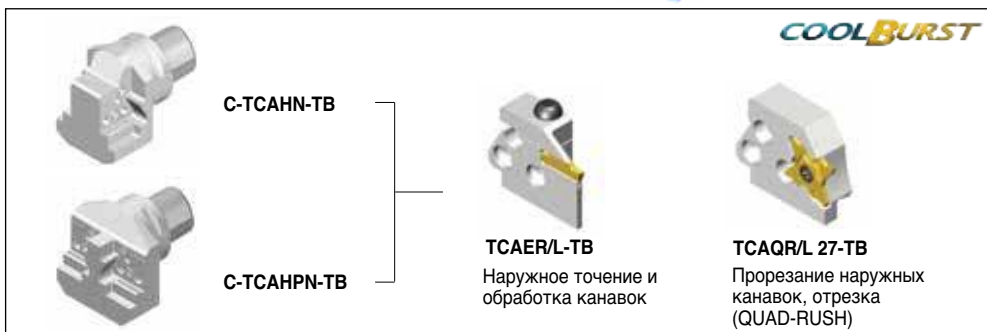 COOLBURST
C-TCAHN-TB
C-TCAHPN-TB
TCAER/L-TB
Наружное точение и
обработка канавок
TCAQR/L 27-TB
Прорезание наружных
канавок, отрезка
(QUAD-RUSH)